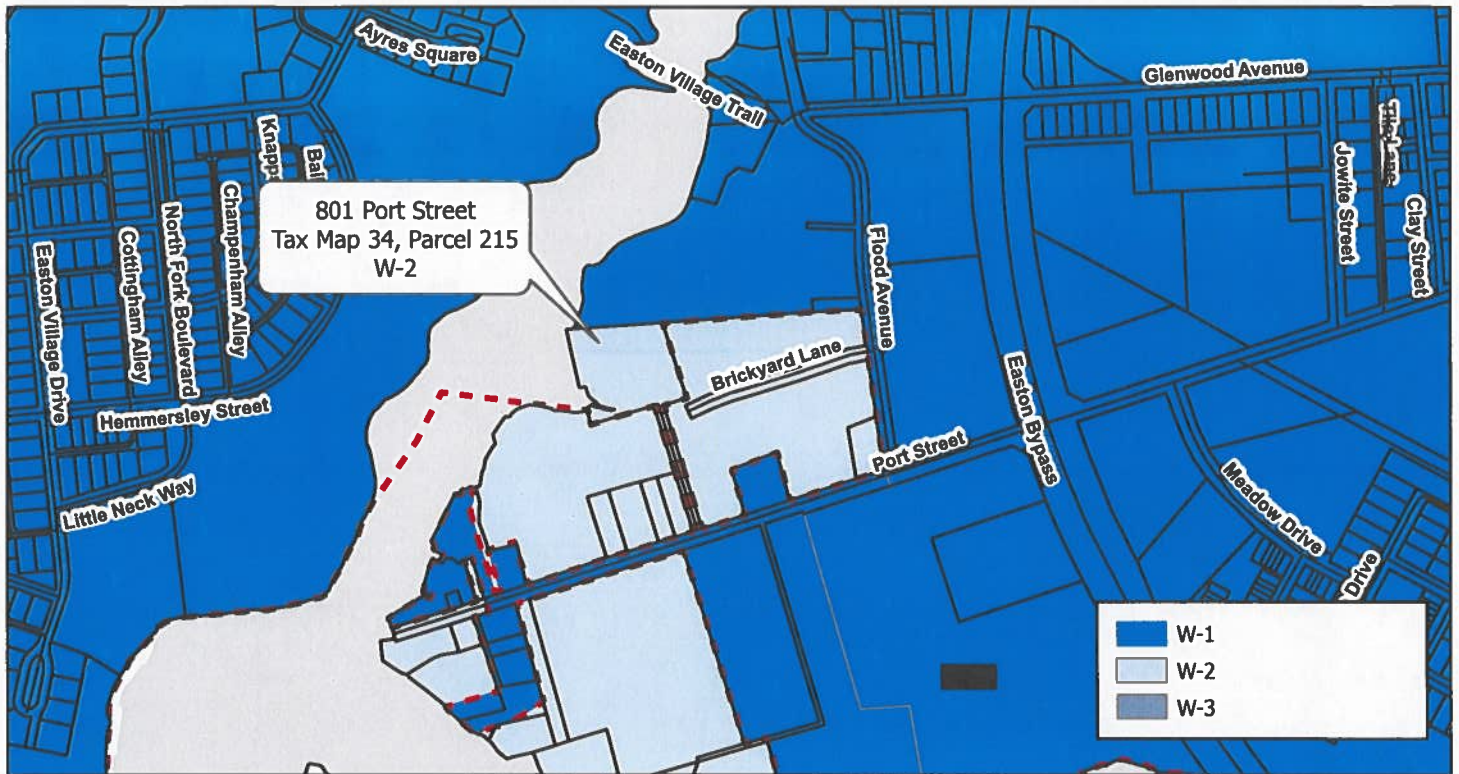 Ayres Square
Easton Village Trail
Glenwood Avenue
Knapp
Bai
801 Port Street
Tax Map 34, Parcel 215
W-2
Champenham Alley
North Fork Boulevard
Cottingham Alley
Easton Village Drive
Hemmersley Street
Little Neck Way
Flood Avenue
Brickyard Lane
Port Street
Easton Bypass
Jowite Street
Clay Street
Meadow Drive
Drive
W-1
W-2
W-3